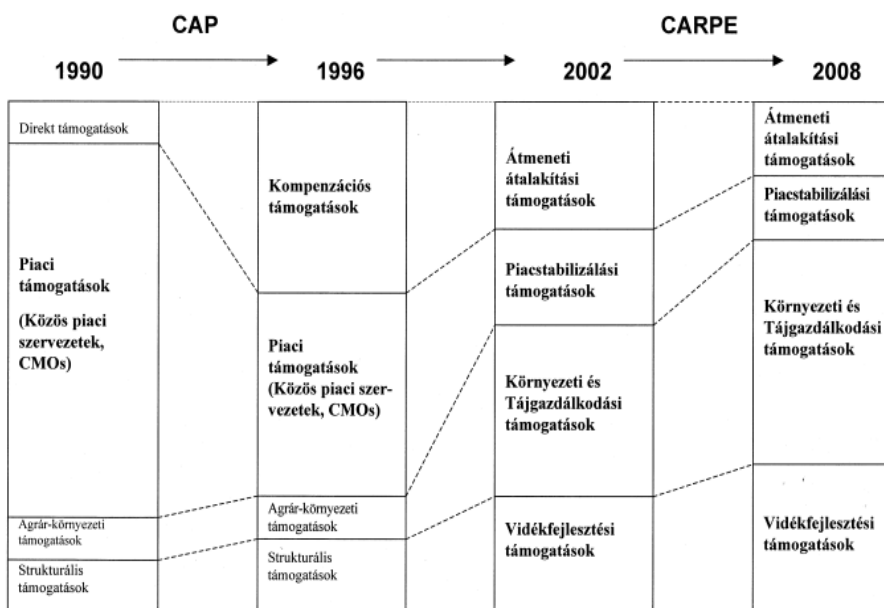 CAP
CARPE
1990
1996
2002
2008
Direkt támogatások
Piaci
támogatások
(Közös piaci
szervezetek,
CMOs)
Agrár-környezeti
támogatások
Strukturális
támogatások
Kompenzációs
támogatások
Piaci
támogatások
(Közös piaci szer-
vezetek, CMOs)
Agrár-környezeti
támogatások
Strukturális
támogatások
Átmeneti
átalakítási
támogatások
Piacstabilizálási
támogatások
Környezeti és
Tájgazdálkodási
támogatások
Vidékfejlesztési
támogatások
Átmeneti
átalakítási
támogatások
Piacstabilizálási
támogatások
Környezeti és
Tájgazdálkodási
támogatások
Vidékfejlesztési
támogatások